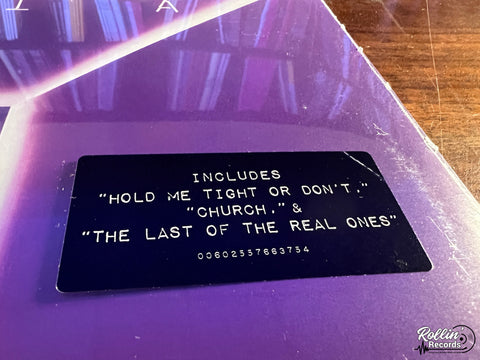 INCLUDES
"HOLD ME TIGHT OR DON'T,"
"CHURCH," &
"THE LAST OF THE REAL ONES"
00602557663754
Rollin'
Records